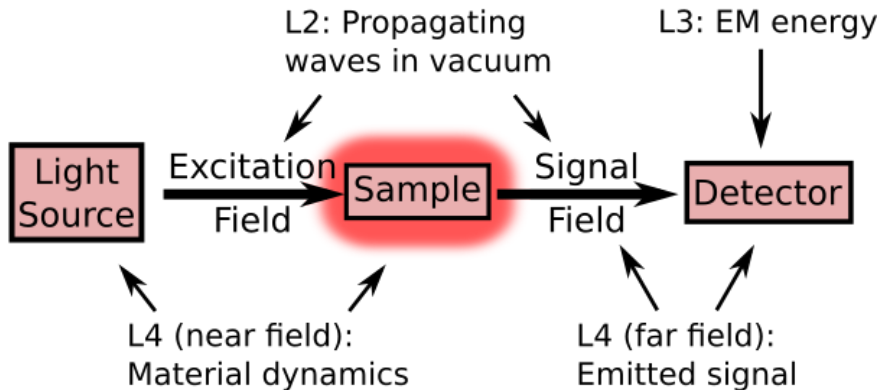 L2: Propagating
waves in vacuum
L3: EM energy
Light
Source
Excitation
Field
Sample
Signal
Field
Detector
L4 (near field):
Material dynamics
L4 (far field):
Emitted signal